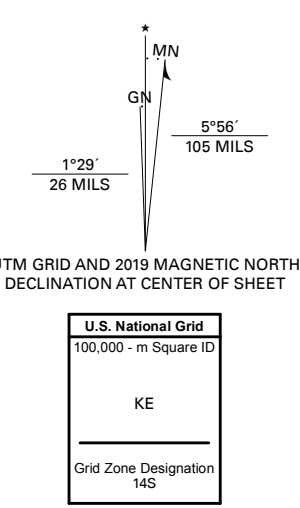 ★
MN
GN
5°56´
105 MILS
1°29´
26 MILS
UTM GRID AND 2019 MAGNETIC NORTH
DECLINATION AT CENTER OF SHEET
U.S. National Grid
100,000 - m Square ID
KE
Grid Zone Designation
14S